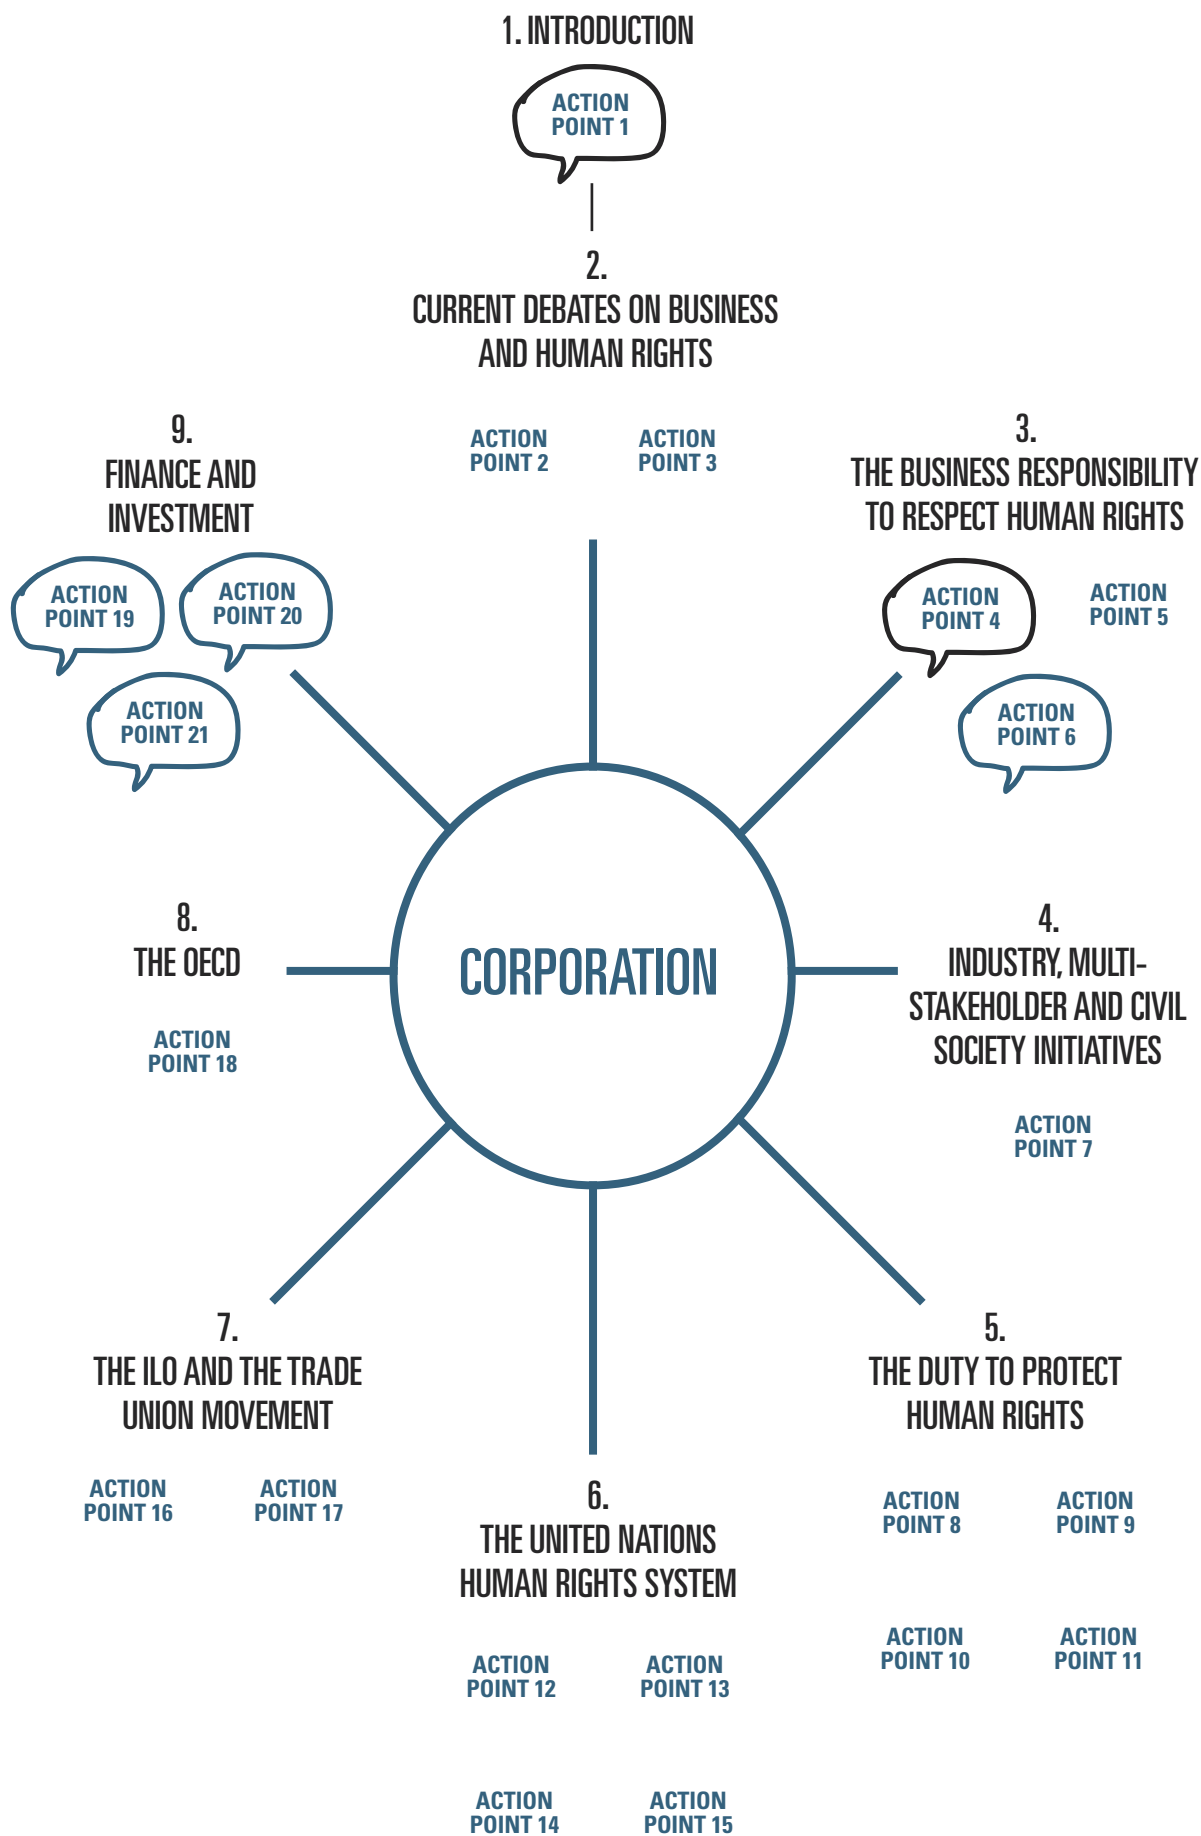 1. INTRODUCTION
ACTION
POINT 1
2.
CURRENT DEBATES ON BUSINESS
AND HUMAN RIGHTS
ACTION
POINT 2
ACTION
POINT 3
3.
THE BUSINESS RESPONSIBILITY
TO RESPECT HUMAN RIGHTS
ACTION
POINT 4
ACTION
POINT 5
ACTION
POINT 6
4.
INDUSTRY, MULTI-
STAKEHOLDER AND CIVIL
SOCIETY INITIATIVES
ACTION
POINT 7
5.
THE DUTY TO PROTECT
HUMAN RIGHTS
ACTION
POINT 8
ACTION
POINT 9
ACTION
POINT 10
ACTION
POINT 11
6.
THE UNITED NATIONS
HUMAN RIGHTS SYSTEM
ACTION
POINT 12
ACTION
POINT 13
ACTION
POINT 14
ACTION
POINT 15
7.
THE ILO AND THE TRADE
UNION MOVEMENT
ACTION
POINT 16
ACTION
POINT 17
8.
THE OECD
ACTION
POINT 18
9.
FINANCE AND
INVESTMENT
ACTION
POINT 19
ACTION
POINT 20
ACTION
POINT 21
CORPORATION